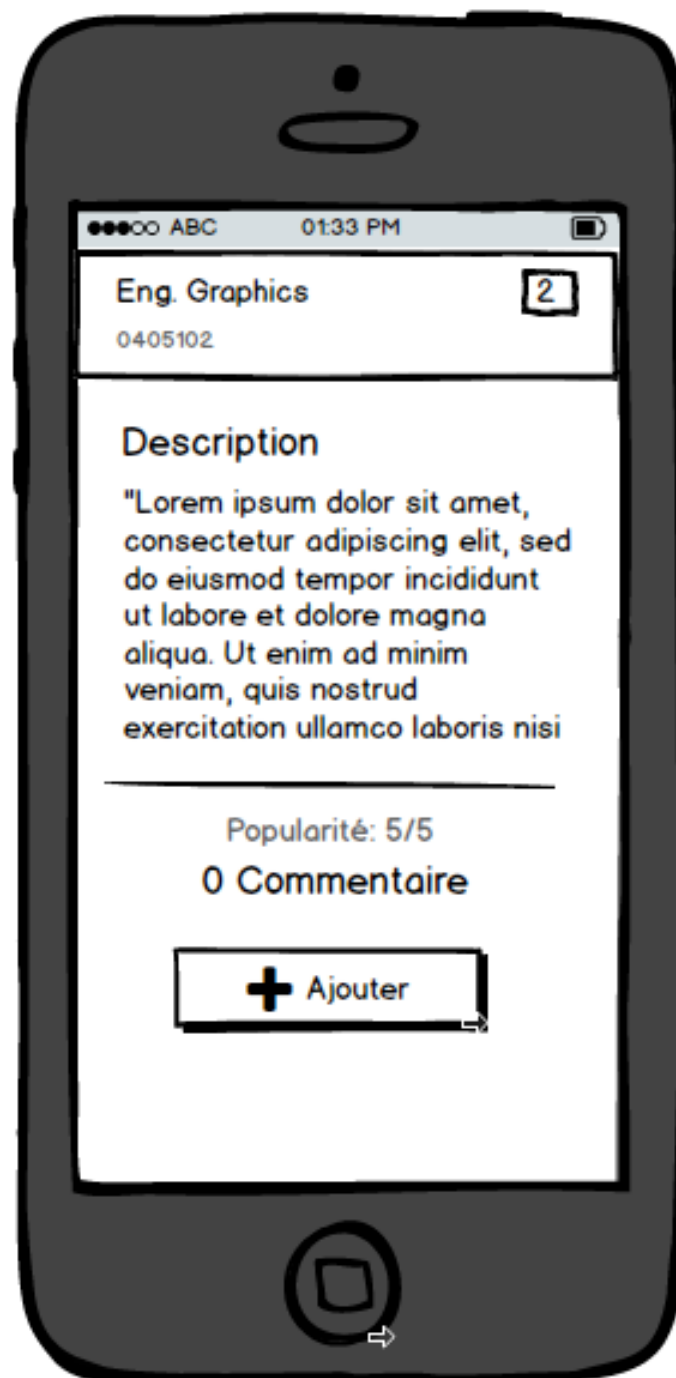 ABC 01:33 PM
Eng. Graphics 2
0405102
Description
"Lorem ipsum dolor sit amet,
consectetur adipiscing elit, sed
do eiusmod tempor incididunt
ut labore et dolore magna
aliqua. Ut enim ad minim
veniam, quis nostrud
exercitation ullamco laboris nisi
Popularité: 5/5
0 Commentaire
Ajouter